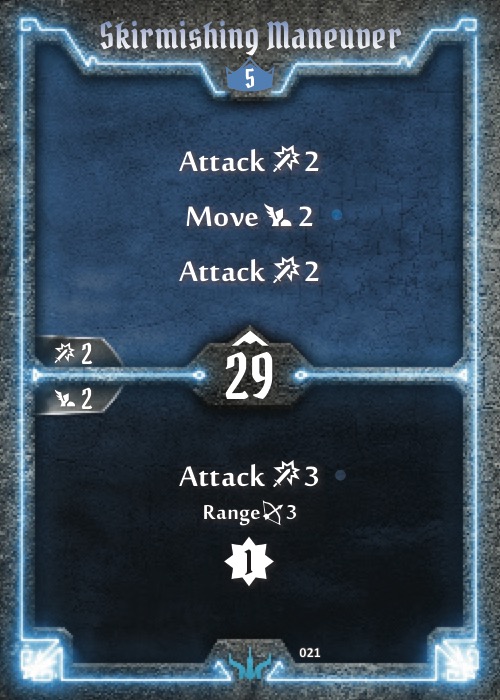 Skirmishing Maneuver
5
Attack 2
Move 2
Attack 2
2
29
2
Attack 3
Range 3
1
021